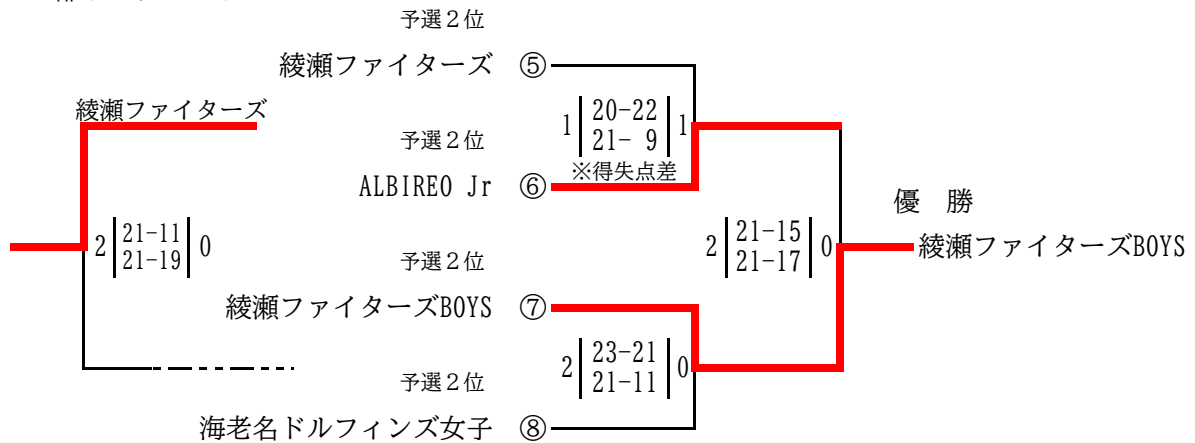 予選２位
綾瀬ファイターズ ⑤
綾瀬ファイターズ
1 20-22 1
21- 9
※得失点差
予選２位
ALBIREO Jr ⑥
優 勝
2 21-11 0
21-19
2 21-15 0
21-17
綾瀬ファイターズBOYS
予選２位
綾瀬ファイターズBOYS ⑦
2 23-21 0
21-11
予選２位
海老名ドルフィンズ女子 ⑧